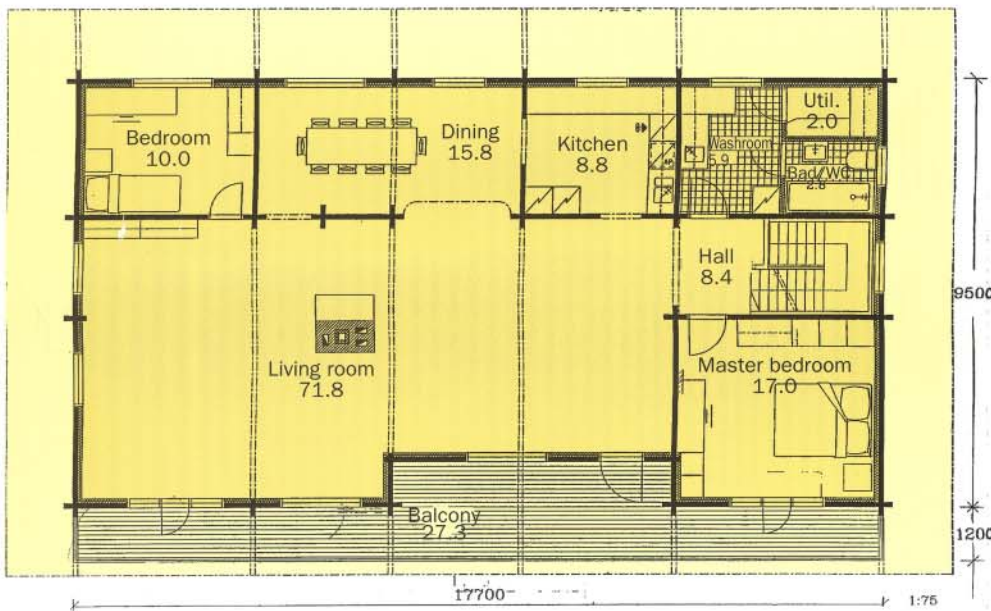 Bedroom
10.0
Dining
15.8
Kitchen
8.8
Washroom
5.9
Util.
2.0
Bad/WC
2.8
Hall
8.4
9500
Living room
71.8
Master bedroom
17.0
Balcony
27.3
1200
17700
1:75